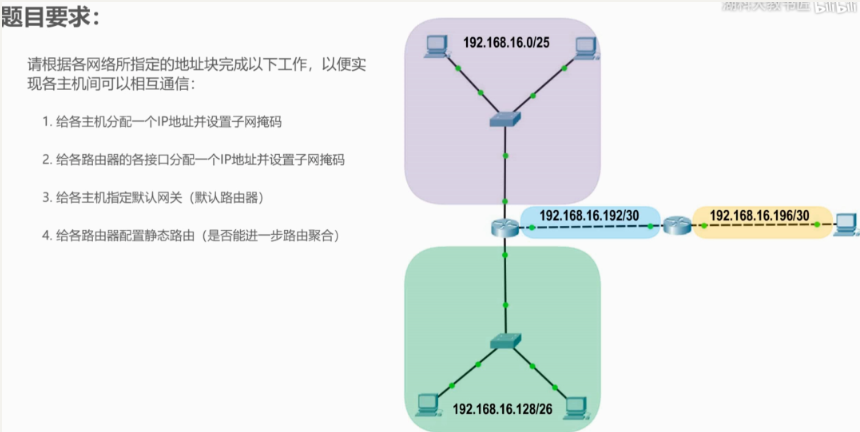 题目要求：
bilibili
请根据各网络所指定的地址块完成以下工作，以便实
现各主机间可以相互通信：
1. 给各主机分配一个IP地址并设置子网掩码
2. 给各路由器的各接口分配一个IP地址并设置子网掩码
3. 给各主机指定默认网关（默认路由器）
4. 给各路由器配置静态路由（是否能进一步路由聚合）
192.168.16.0/25
192.168.16.192/30
192.168.16.196/30
192.168.16.128/26